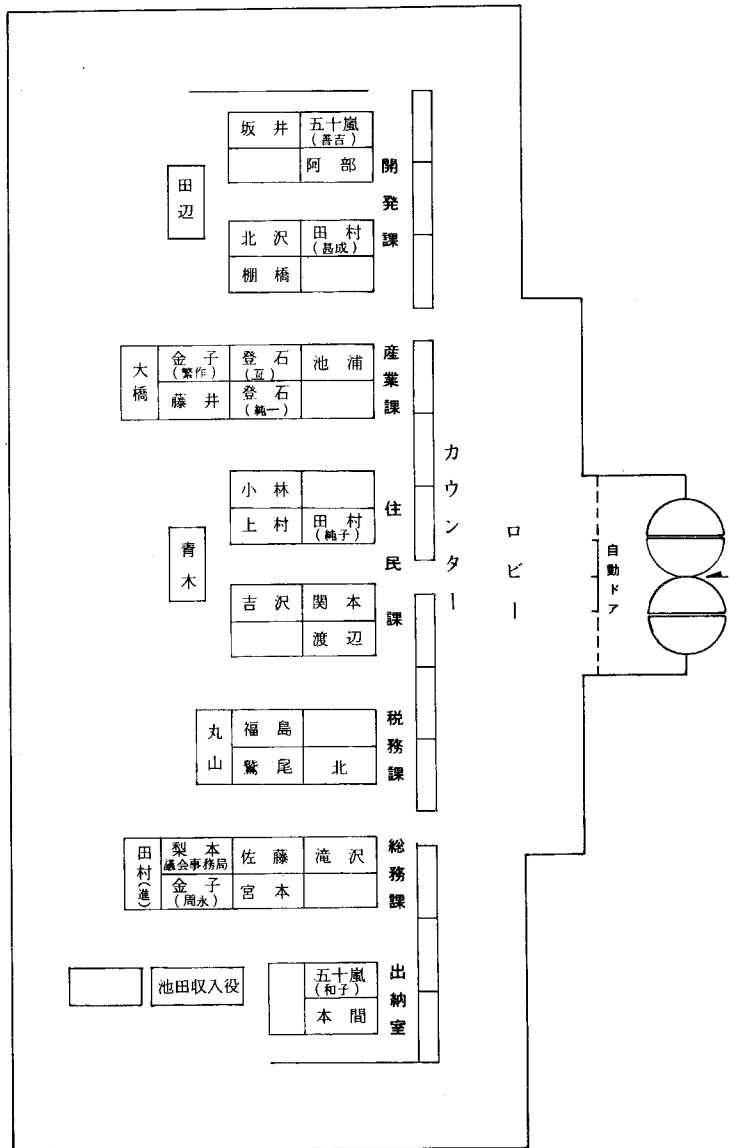 坂井 五十嵐(善吉)
阿部
田辺
開発課
北沢 田村(甚成)
棚橋
大橋
金子(繁作) 登石(亙) 池浦
藤井 登石(純一)
産業課
カウンター
ロビー
自動ドア
小林
上村 田村(純子)
青木
住民課
吉沢 関本
渡辺
丸山
福島
鷲尾 北
税務課
田村(進)
梨本 議会事務局 佐藤 滝沢
金子(周永) 宮本
総務課
池田収入役
五十嵐(和子)
本間
出納室